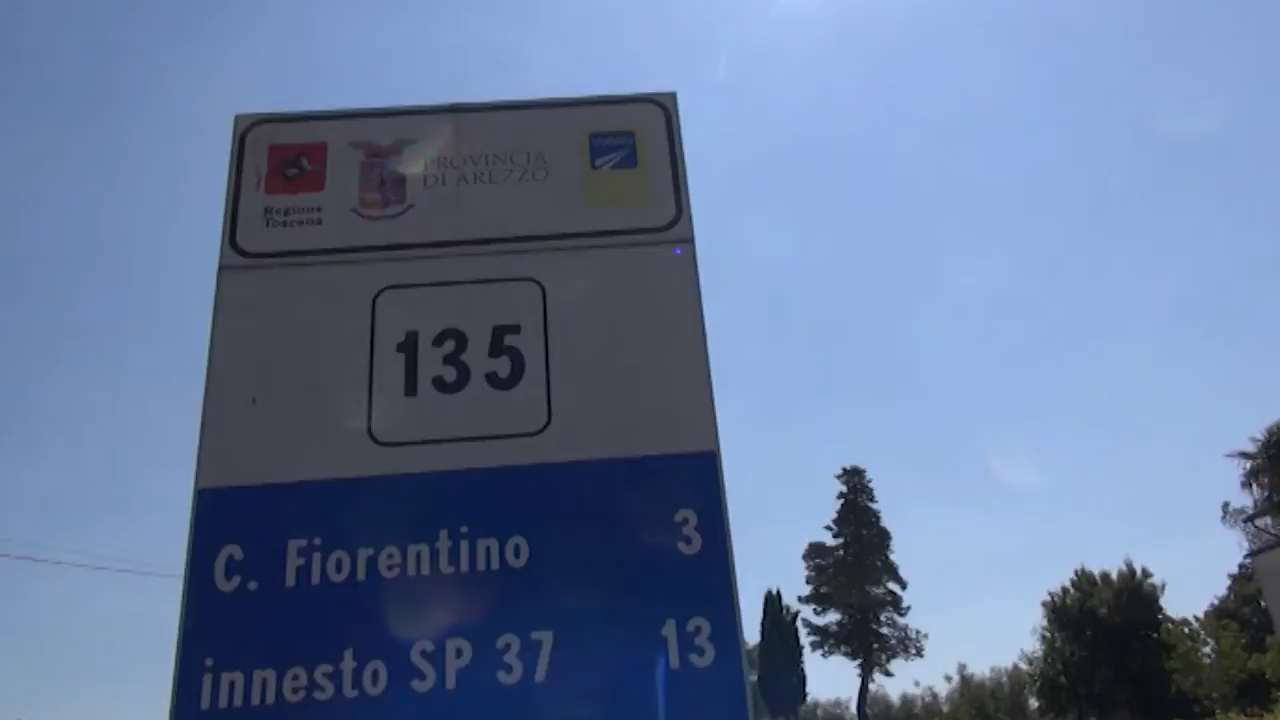 Regione
Toscana
PROVINCIA
DI AREZZO
135
C. Fiorentino 3
innesto SP 37 13